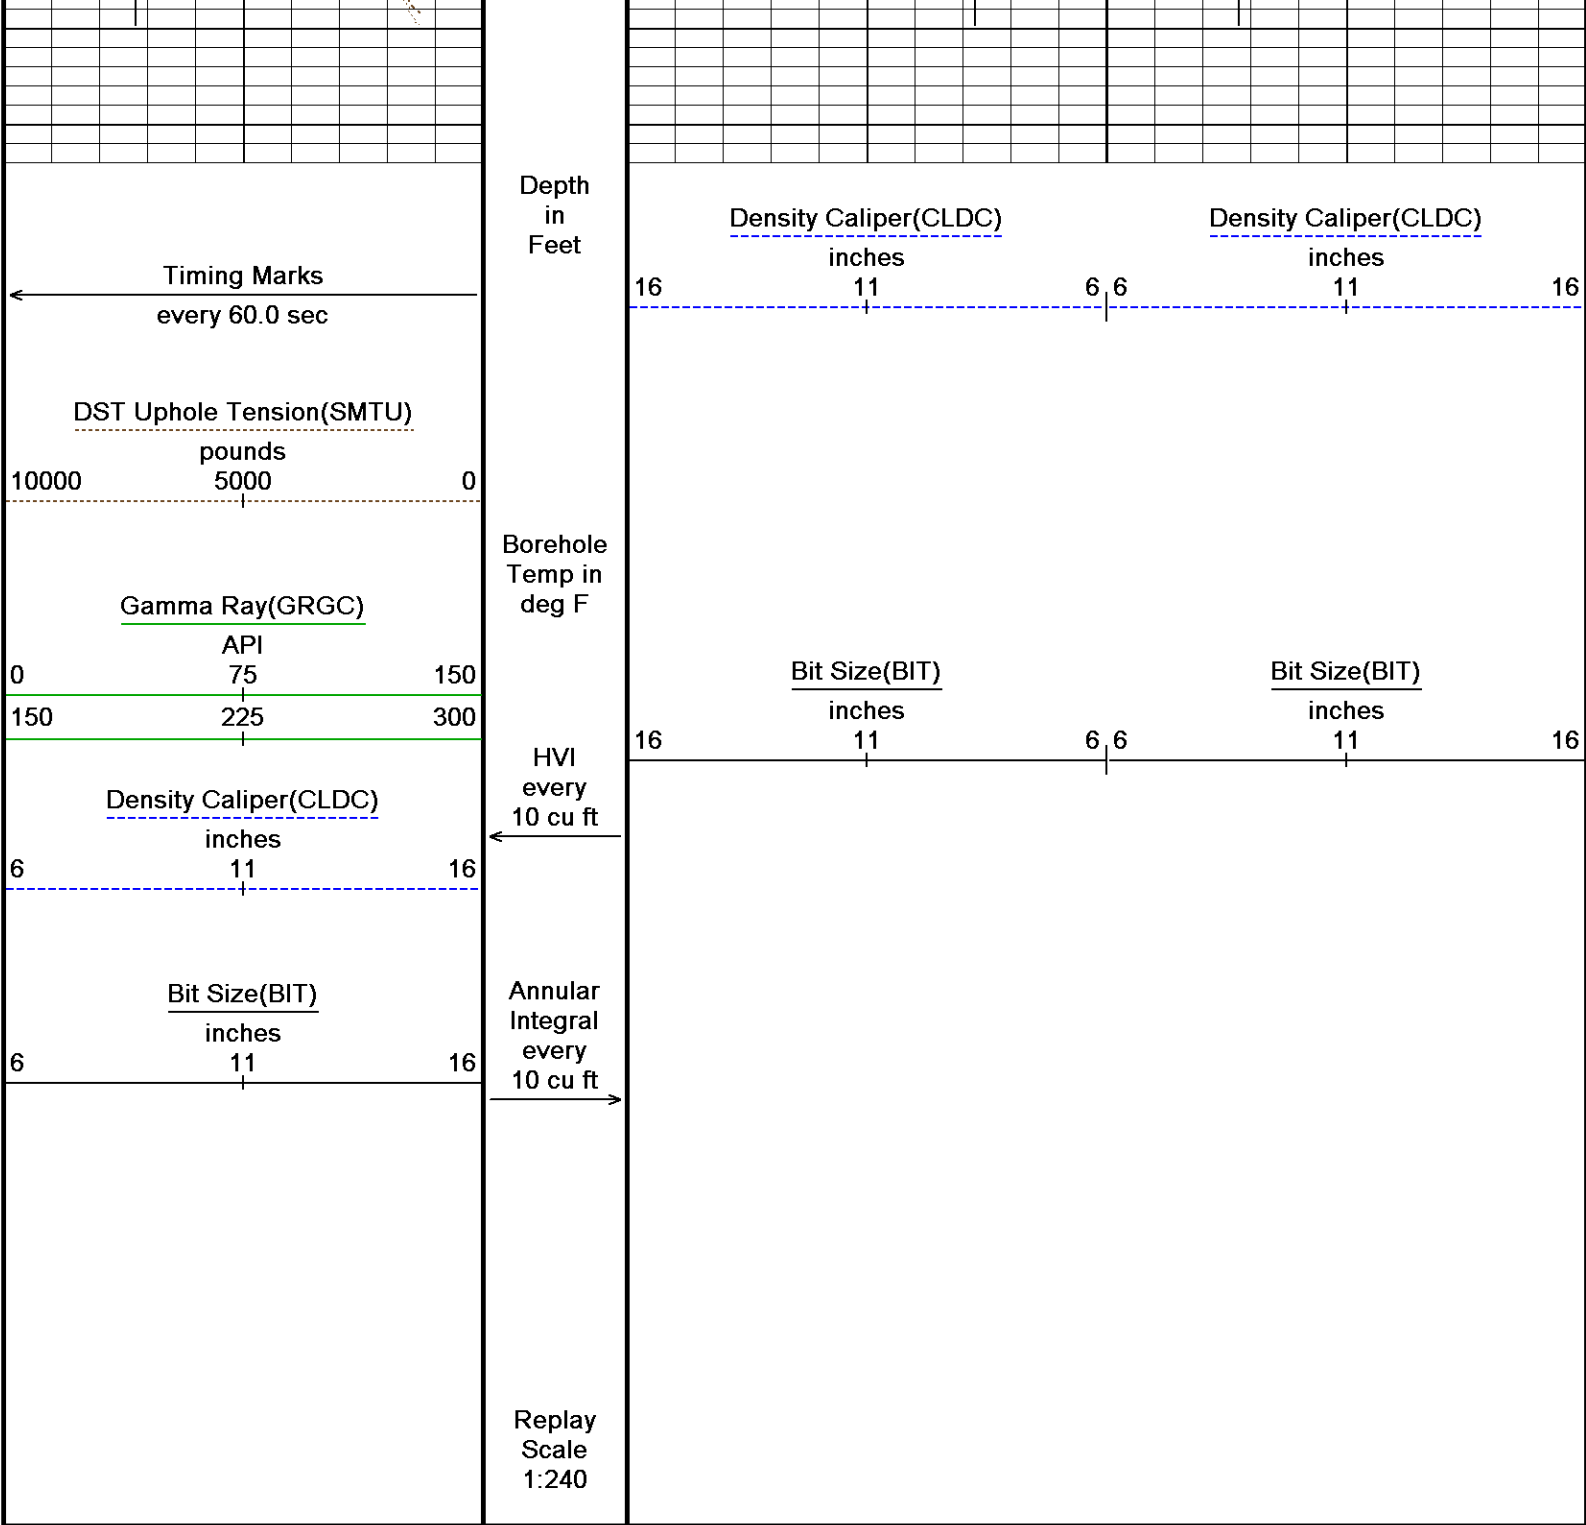 Timing Marks
every 60.0 sec
DST Uphole Tension(SMTU)
pounds
10000 5000 0
Gamma Ray(GRGC)
API
0 75 150
150 225 300
Density Caliper(CLDC)
inches
6 11 16
Bit Size(BIT)
inches
6 11 16
Depth
in
Feet
Borehole
Temp in
deg F
HVI
every
10 cu ft
Annular
Integral
every
10 cu ft
Replay
Scale
1:240
Density Caliper(CLDC) Density Caliper(CLDC)
inches inches
16 11 6 6 11 16
Bit Size(BIT) Bit Size(BIT)
inches inches
16 11 6 6 11 16